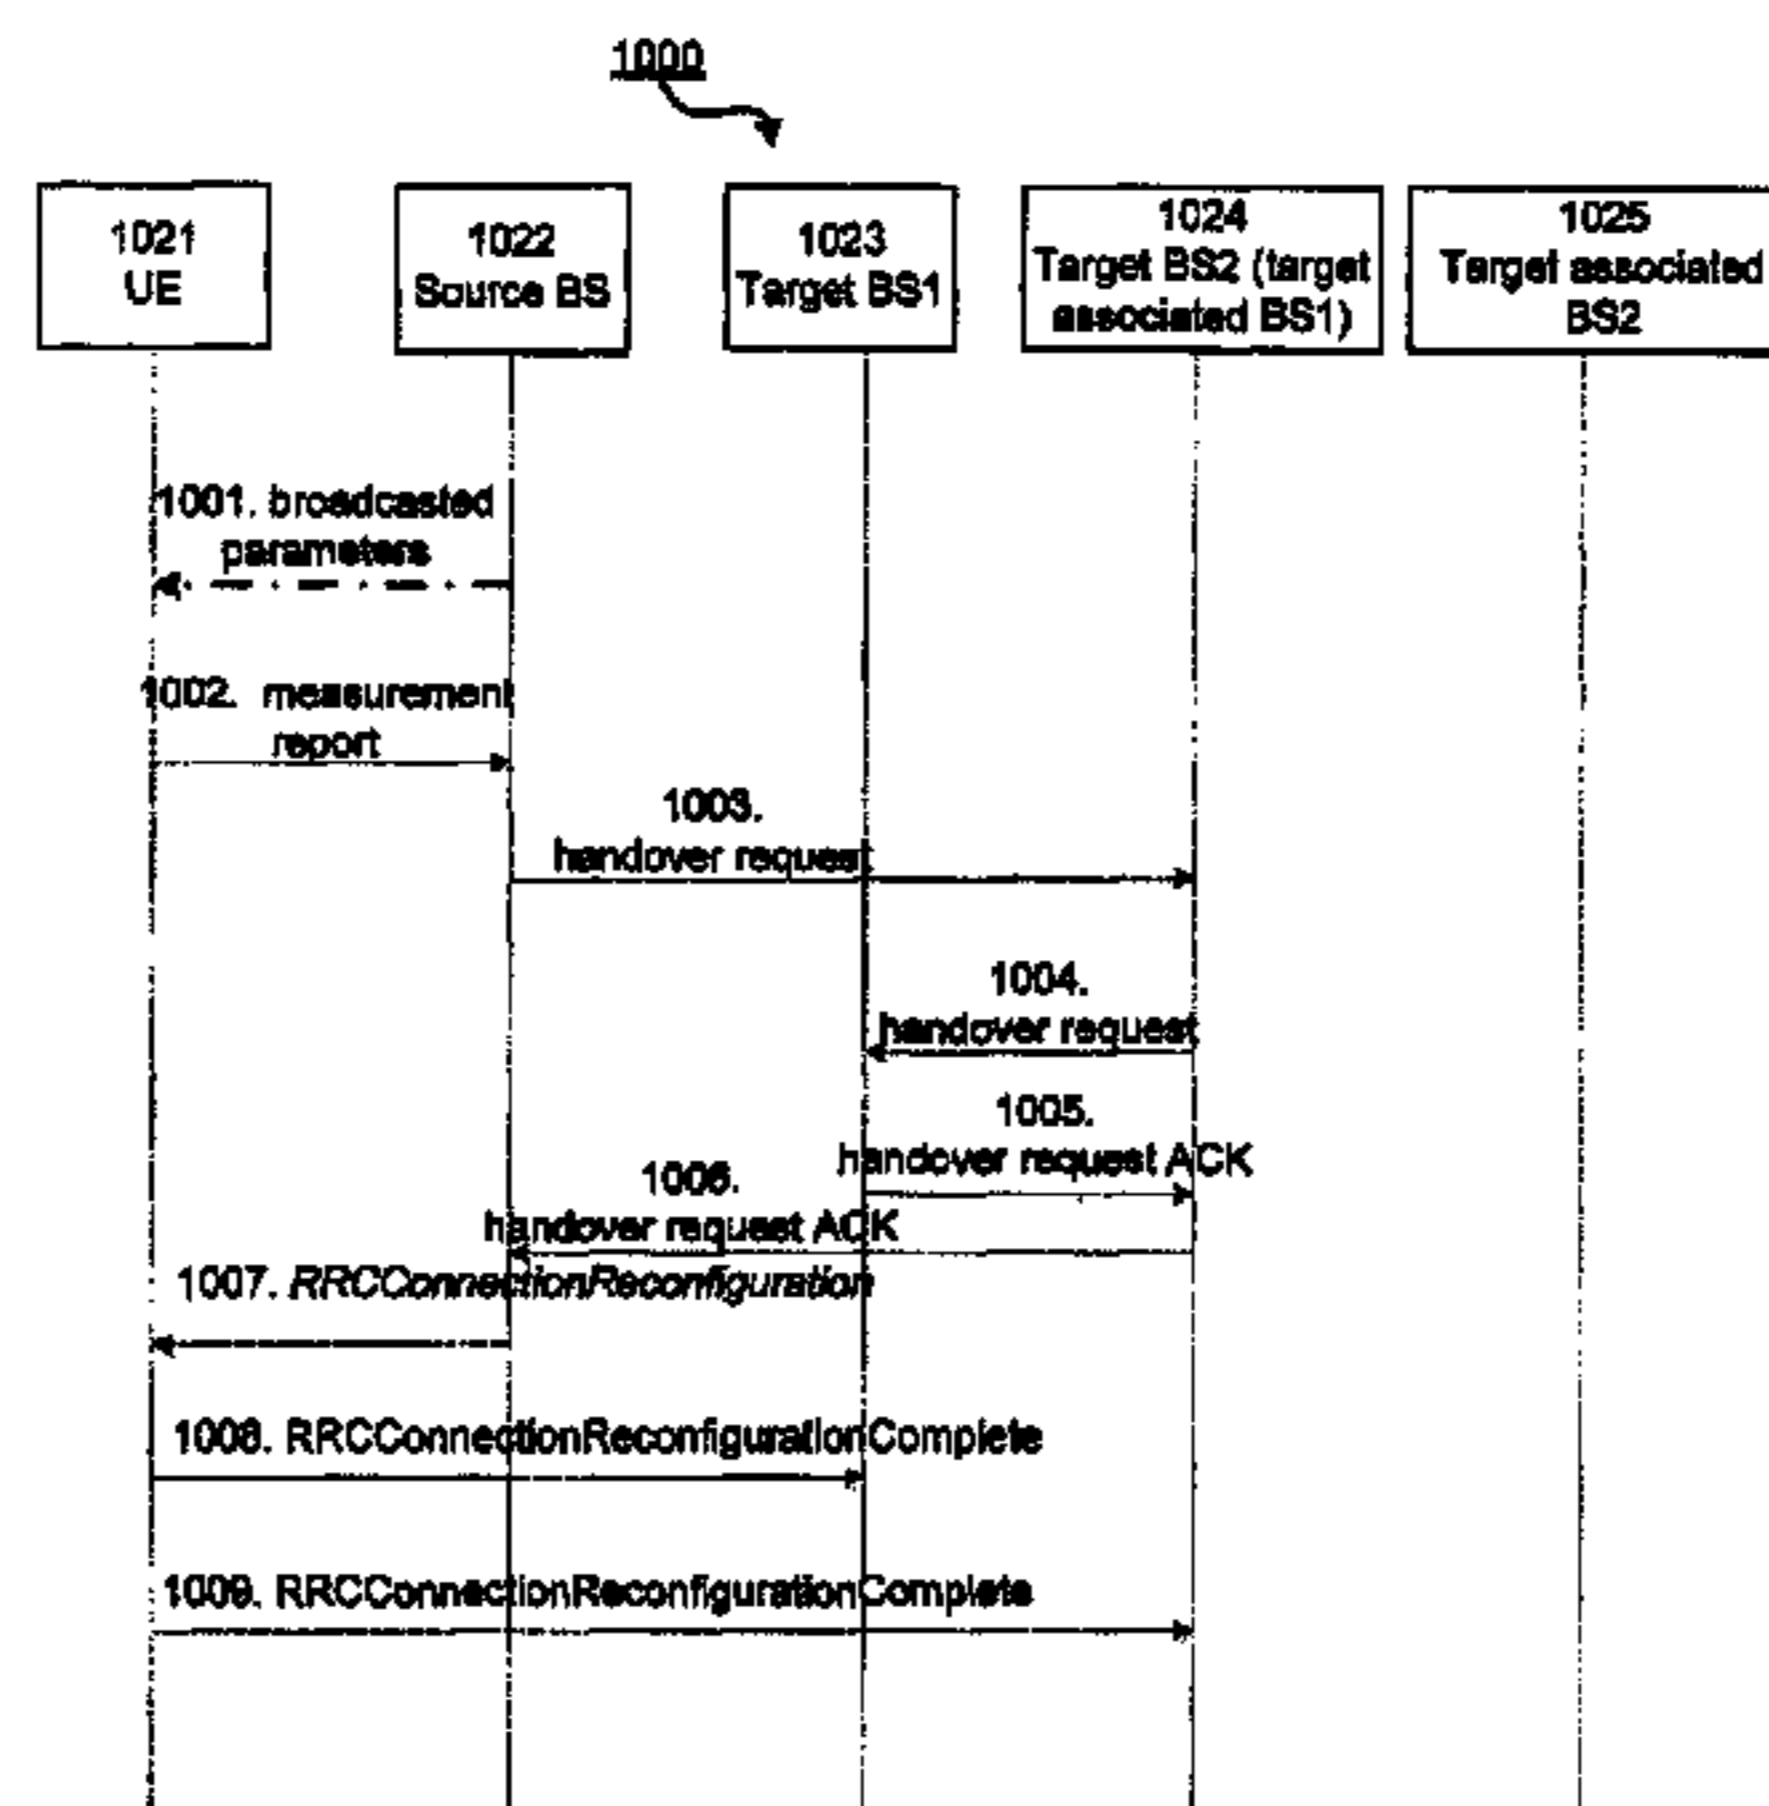 1000
1021
UE
1022
Source BS
1023
Target BS1
1024
Target BS2 (target
associated BS1)
1025
Target associated
BS2
1001. broadcasted
parameters
1002. measurement
report
1003.
handover request
1004.
handover request
1005.
handover request ACK
1006.
handover request ACK
1007. RRCConnectionReconfiguration
1008. RRCConnectionReconfigurationComplete
1009. RRCConnectionReconfigurationComplete